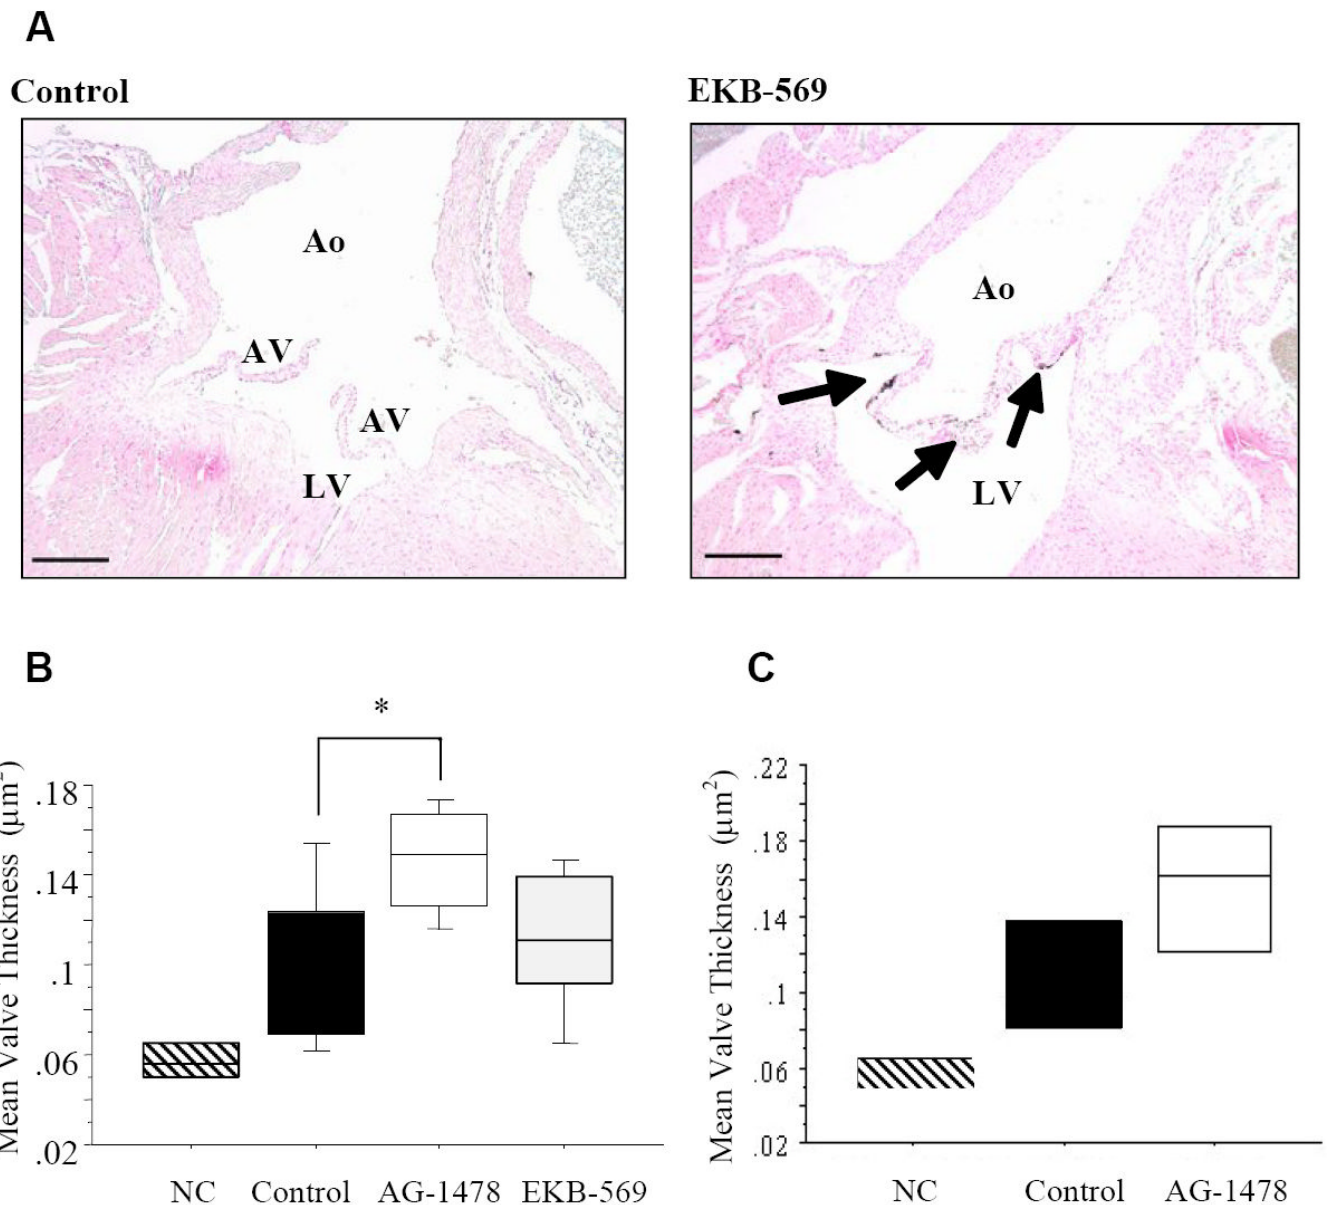 A
Control
EKB-569
Ao
AV
AV
LV
Ao
LV
B
C
*
Mean Valve Thickness (µm²)
.18
.14
.1
.06
.02
NC Control AG-1478 EKB-569
Mean Valve Thickness (µm²)
.22
.18
.14
.1
.06
.02
NC Control AG-1478